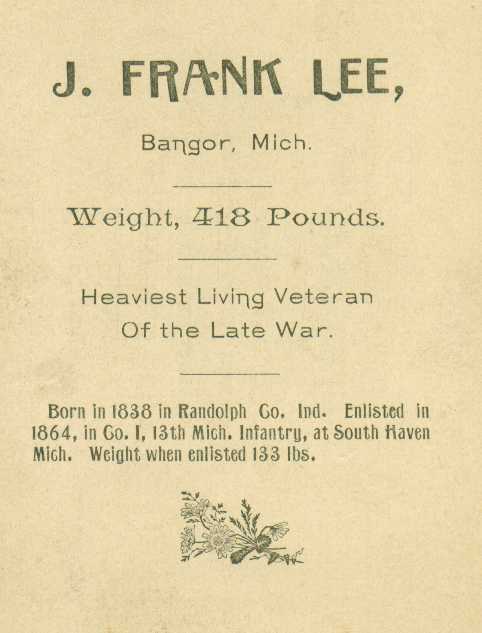 J. FRANK LEE,
Bangor, Mich.
Weight, 418 Pounds.
Heaviest Living Veteran
Of the Late War.
Born in 1838 in Randolph Co. Ind. Enlisted in
1864, in Co. I, 13th Mich. Infantry, at South Haven
Mich. Weight when enlisted 133 lbs.